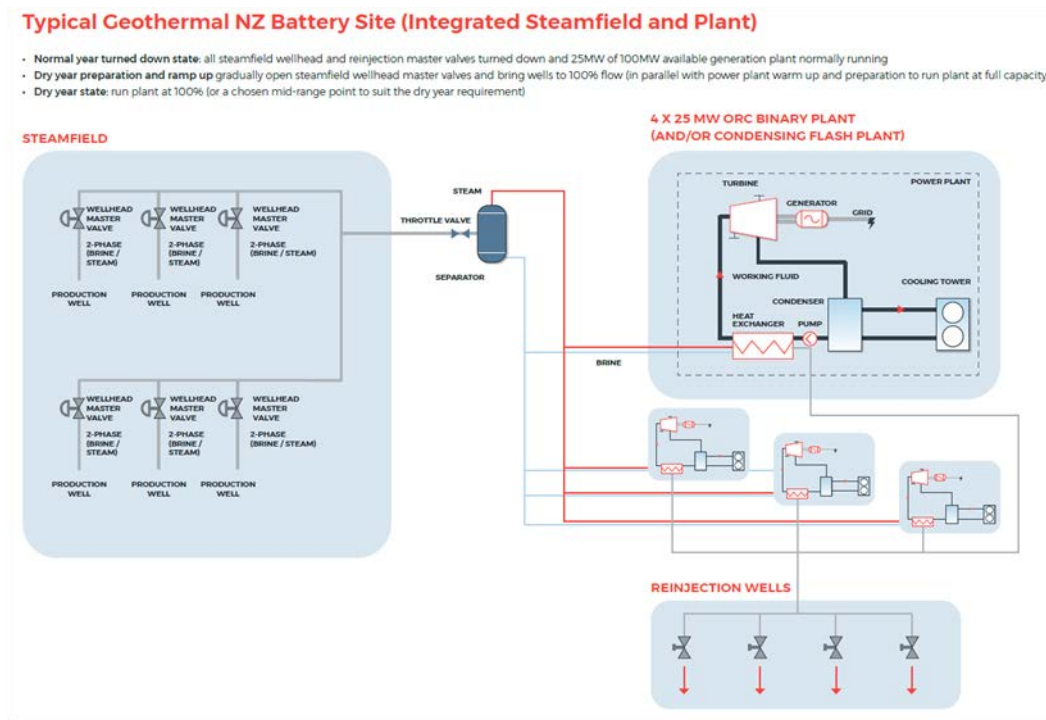 Typical Geothermal NZ Battery Site (Integrated Steamfield and Plant)
• Normal year turned down state: all steamfield wellhead and reinjection master valves turned down and 25MW of 100MW available generation plant normally running
• Dry year preparation and ramp up gradually open steamfield wellhead master valves and bring wells to 100% flow (in parallel with power plant warm up and preparation to run plant at full capacity
• Dry year state: run plant at 100% (or a chosen mid-range point to suit the dry year requirement)
STEAMFIELD
WELLHEAD
MASTER
VALVE
2-PHASE
(BRINE /
STEAM)
WELLHEAD
MASTER
VALVE
2-PHASE
(BRINE /
STEAM)
WELLHEAD
MASTER
VALVE
2-PHASE
(BRINE / STEAM)
PRODUCTION
WELL
PRODUCTION
WELL
PRODUCTION
WELL
WELLHEAD
MASTER
VALVE
2-PHASE
(BRINE /
STEAM)
WELLHEAD
MASTER
VALVE
2-PHASE
(BRINE /
STEAM)
WELLHEAD
MASTER
VALVE
2-PHASE
(BRINE / STEAM)
PRODUCTION
WELL
PRODUCTION
WELL
PRODUCTION
WELL
STEAM
THROTTLE VALVE
SEPARATOR
BRINE
4 X 25 MW ORC BINARY PLANT
(AND/OR CONDENSING FLASH PLANT)
POWER PLANT
TURBINE
GENERATOR
GRID
WORKING FLUID
COOLING TOWER
CONDENSER
HEAT
EXCHANGER
PUMP
REINJECTION WELLS